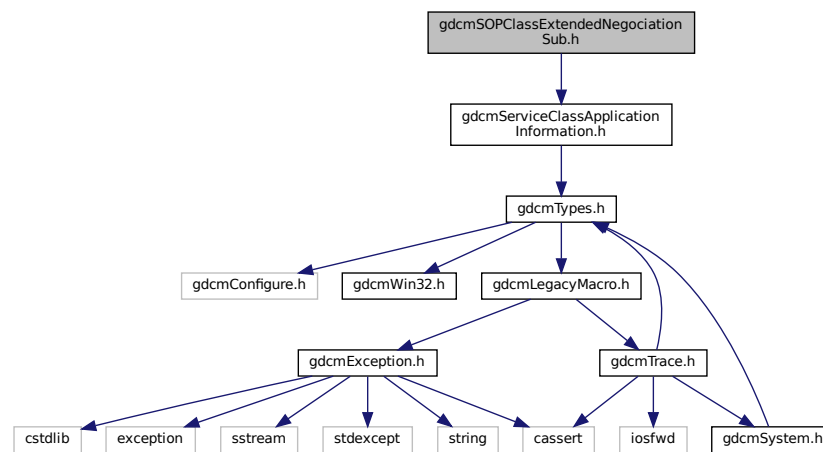 gdcmSOPClassExtendedNegociation
Sub.h
gdcmServiceClassApplication
Information.h
gdcmTypes.h
gdcmConfigure.h
gdcmWin32.h
gdcmLegacyMacro.h
gdcmException.h
gdcmTrace.h
cstdlib
exception
sstream
stdexcept
string
cassert
iosfwd
gdcmSystem.h